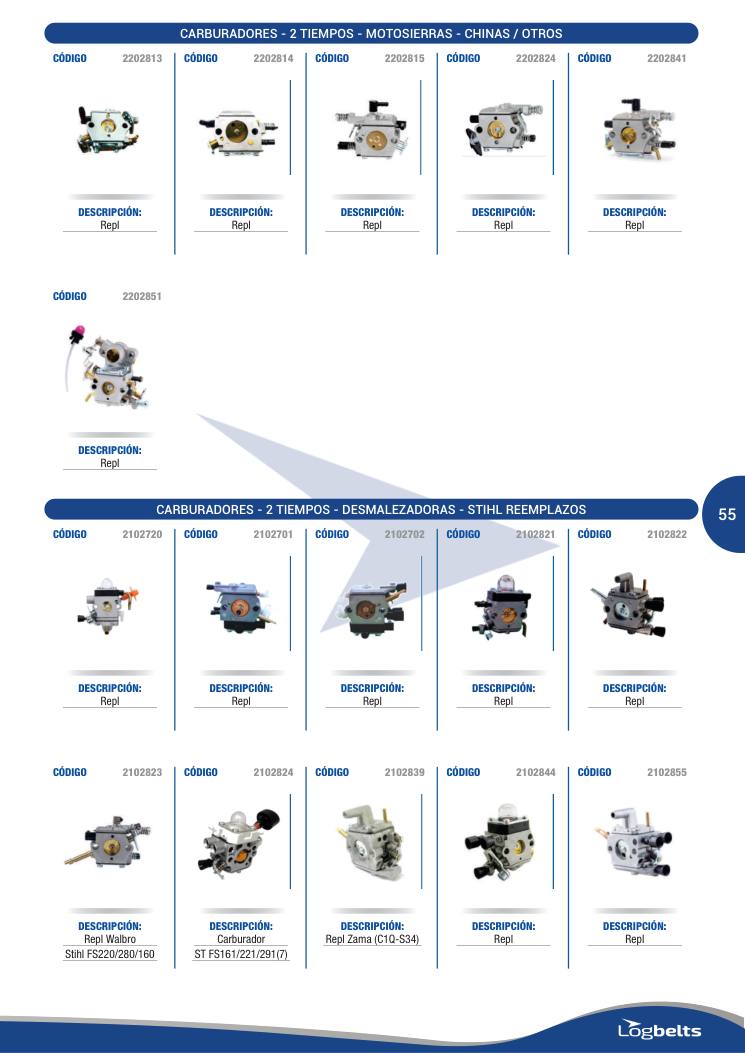 CARBURADORES - 2 TIEMPOS - MOTOSIERRAS - CHINAS / OTROS
CÓDIGO 2202813
DESCRIPCIÓN:
Repl
CÓDIGO 2202814
DESCRIPCIÓN:
Repl
CÓDIGO 2202815
DESCRIPCIÓN:
Repl
CÓDIGO 2202824
DESCRIPCIÓN:
Repl
CÓDIGO 2202841
DESCRIPCIÓN:
Repl
CÓDIGO 2202851
DESCRIPCIÓN:
Repl
CARBURADORES - 2 TIEMPOS - DESMALEZADORAS - STIHL REEMPLAZOS
55
CÓDIGO 2102720
DESCRIPCIÓN:
Repl
CÓDIGO 2102701
DESCRIPCIÓN:
Repl
CÓDIGO 2102702
DESCRIPCIÓN:
Repl
CÓDIGO 2102821
DESCRIPCIÓN:
Repl
CÓDIGO 2102822
DESCRIPCIÓN:
Repl
CÓDIGO 2102823
DESCRIPCIÓN:
Repl Walbro
Stihl FS220/280/160
CÓDIGO 2102824
DESCRIPCIÓN:
Carburador
ST FS161/221/291(7)
CÓDIGO 2102839
DESCRIPCIÓN:
Repl Zama (C1Q-S34)
CÓDIGO 2102844
DESCRIPCIÓN:
Repl
CÓDIGO 2102855
DESCRIPCIÓN:
Repl
Logbelts